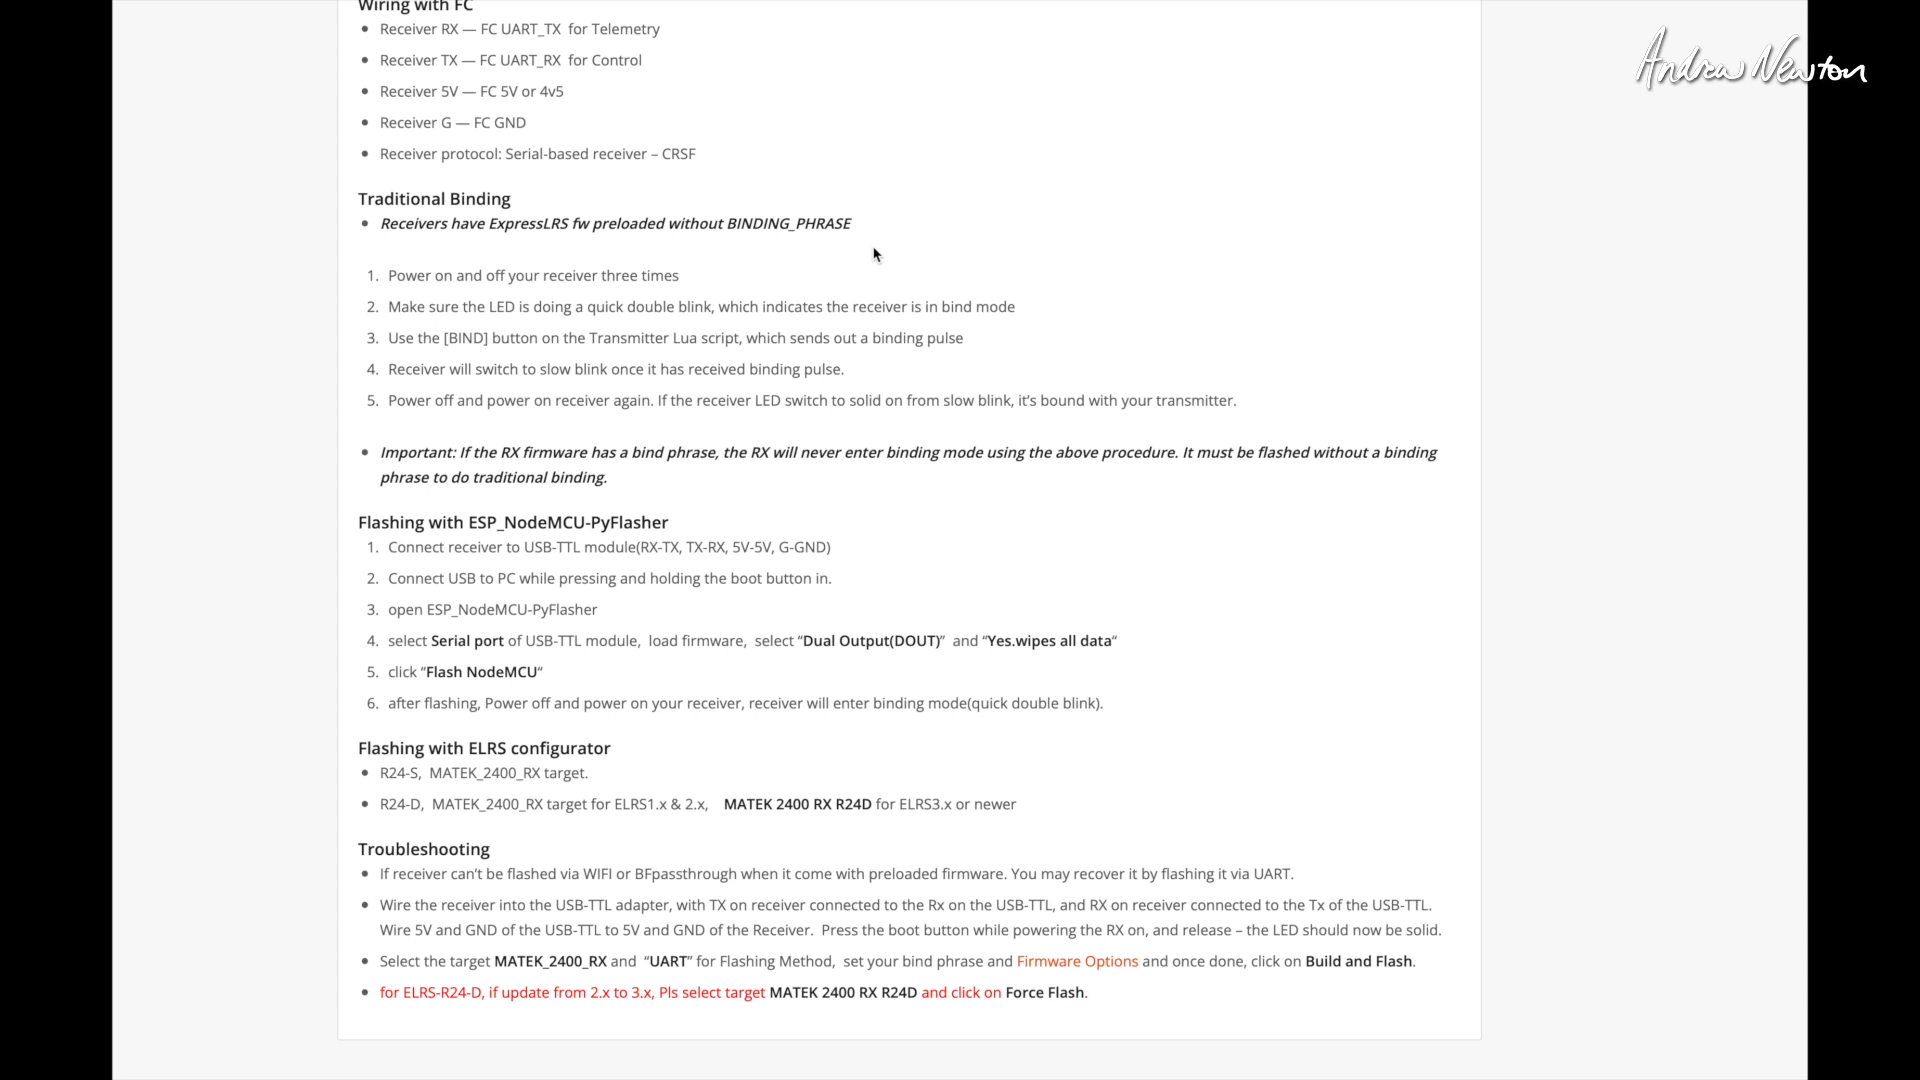 Wiring with FC
Andrew Newton
• Receiver RX — FC UART_TX  for Telemetry
• Receiver TX — FC UART_RX  for Control
• Receiver 5V — FC 5V or 4v5
• Receiver G — FC GND
• Receiver protocol: Serial-based receiver – CRSF
Traditional Binding
• Receivers have ExpressLRS fw preloaded without BINDING_PHRASE
1. Power on and off your receiver three times
2. Make sure the LED is doing a quick double blink, which indicates the receiver is in bind mode
3. Use the [BIND] button on the Transmitter Lua script, which sends out a binding pulse
4. Receiver will switch to slow blink once it has received binding pulse.
5. Power off and power on receiver again. If the receiver LED switch to solid on from slow blink, it’s bound with your transmitter.
• Important: If the RX firmware has a bind phrase, the RX will never enter binding mode using the above procedure. It must be flashed without a binding
phrase to do traditional binding.
Flashing with ESP_NodeMCU-PyFlasher
1. Connect receiver to USB-TTL module(RX-TX, TX-RX, 5V-5V, G-GND)
2. Connect USB to PC while pressing and holding the boot button in.
3. open ESP_NodeMCU-PyFlasher
4. select Serial port of USB-TTL module,  load firmware,  select “Dual Output(DOUT)”  and “Yes.wipes all data“
5. click “Flash NodeMCU“
6. after flashing, Power off and power on your receiver, receiver will enter binding mode(quick double blink).
Flashing with ELRS configurator
• R24-S,  MATEK_2400_RX target.
• R24-D,  MATEK_2400_RX target for ELRS1.x & 2.x,    MATEK 2400 RX R24D for ELRS3.x or newer
Troubleshooting
• If receiver can’t be flashed via WIFI or BFpassthrough when it come with preloaded firmware. You may recover it by flashing it via UART.
• Wire the receiver into the USB-TTL adapter, with TX on receiver connected to the Rx on the USB-TTL, and RX on receiver connected to the Tx of the USB-TTL.
Wire 5V and GND of the USB-TTL to 5V and GND of the Receiver.  Press the boot button while powering the RX on, and release – the LED should now be solid.
• Select the target MATEK_2400_RX and  “UART” for Flashing Method,  set your bind phrase and Firmware Options and once done, click on Build and Flash.
• for ELRS-R24-D, if update from 2.x to 3.x, Pls select target MATEK 2400 RX R24D and click on Force Flash.